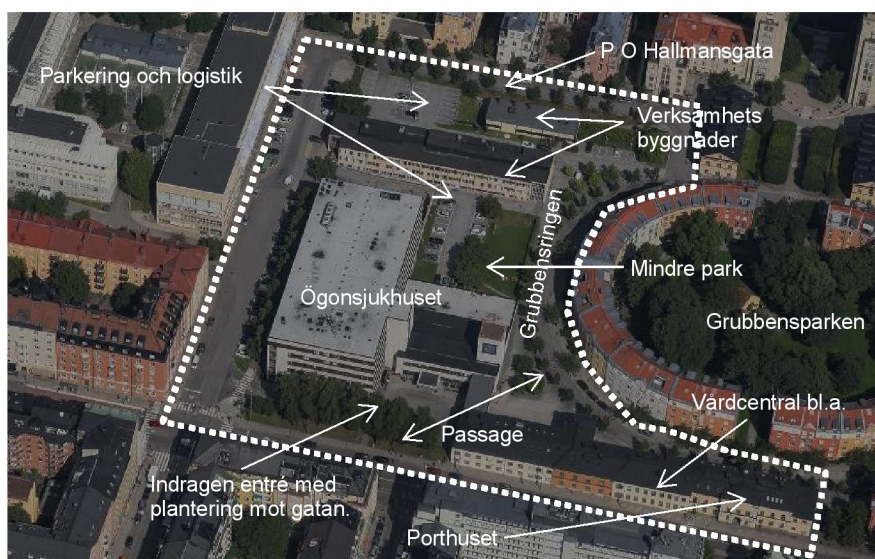 P O Hallmansgata
Parkering och logistik
Verksamhets
byggnader
Grubbensringen
Mindre park
Ögonsjukhuset
Grubbensparken
Vårdcentral bl.a.
Passage
Indragen entré med
plantering mot gatan.
Porthuset